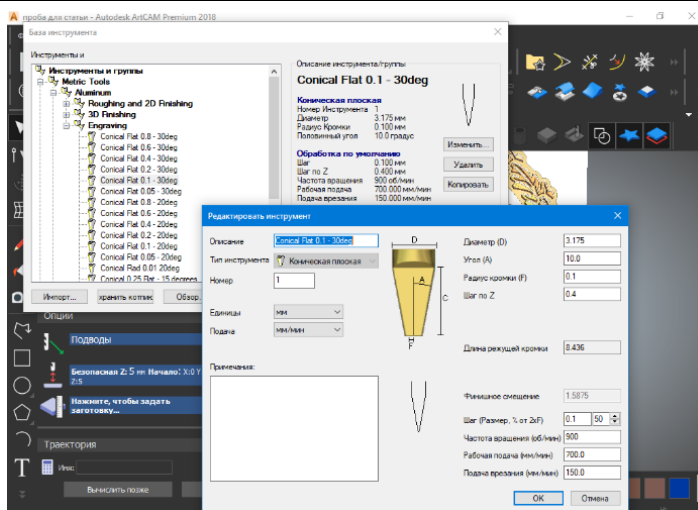 проба для статьи - Autodesk ArtCAM Premium 2018
База инструмента
Инструменты и
Инструменты и группы
Metric Tools
Aluminum
Roughing and 2D Finishing
3D Finishing
Engraving
Conical Flat 0.8 - 30deg
Conical Flat 0.6 - 30deg
Conical Flat 0.4 - 30deg
Conical Flat 0.2 - 30deg
Conical Flat 0.1 - 30deg
Conical Flat 0.05 - 30deg
Conical Flat 0.8 - 20deg
Conical Flat 0.6 - 20deg
Conical Flat 0.4 - 20deg
Conical Flat 0.2 - 20deg
Conical Flat 0.1 - 20deg
Conical Flat 0.05 - 20deg
Conical Rad 0.01 20deg
Conical 0.25 Flat - 15 degrees
Импорт...
хранить копию
Обзор.
Описание инструмента/группы
Conical Flat 0.1 - 30deg
Коническая плоская
Номер Инструмента 1
Диаметр 3.175 мм
Радиус Кромки 0.100 мм
Половинный угол 10.0 градус
Обработка по умолчанию
Шаг 0.100 мм
Шаг по Z 0.400 мм
Частота вращения 900 об/мин
Рабочая подача 700.000 мм/мин
Подача врезания 150.000 мм/мин
Изменить...
Удалить
Копировать
Редактировать инструмент
Описание Conical Flat 0.1 - 30deg
Тип инструмента Коническая плоская
Номер 1
Единицы мм
Подача мм/мин
Примечания:
D
A
C
F
Диаметр (D) 3.175
Угол (A) 10.0
Радиус кромки (F) 0.1
Шаг по Z 0.4
Длина режущей кромки 8.436
Финишное смещение 1.5875
Шаг (Размер, % от 2xF) 0.1 50
Частота вращения (об/мин) 900
Рабочая подача (мм/мин) 700.0
Подача врезания (мм/мин) 150.0
OK
Отмена
Опции
Подводы
Безопасная Z: 5 мм Начало: X:0 Y
Z:5
Нажмите, чтобы задать
заготовку...
Траектория
Имя:
Вычислить позже